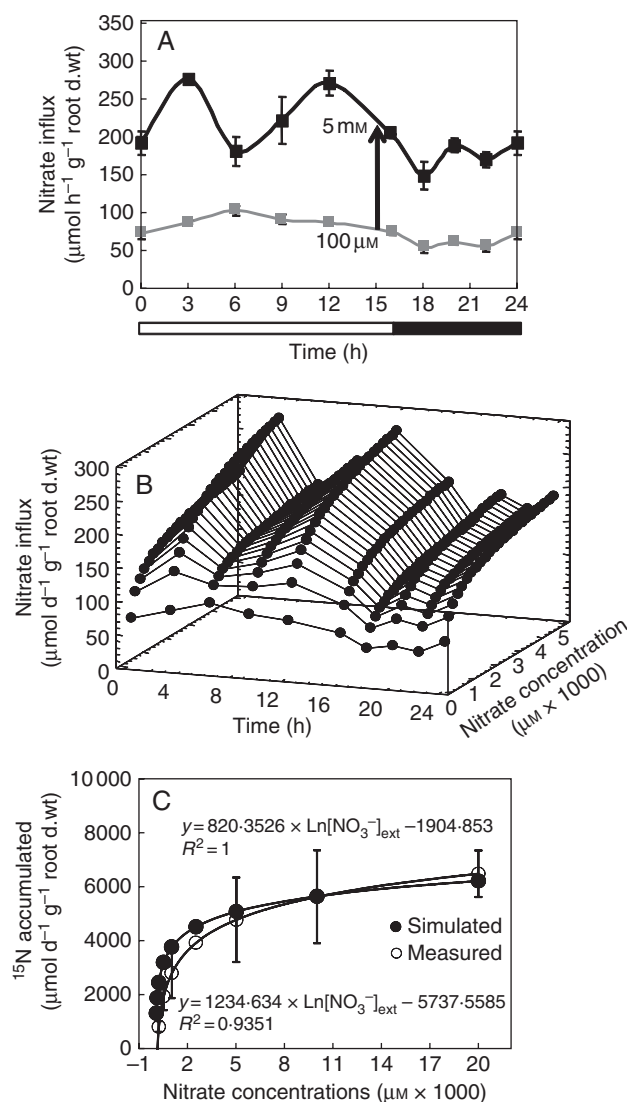 A
350
300
250
200
150
100
50
0
Nitrate influx
(µmol h⁻¹ g⁻¹ root d.wt)
5 mM
100 µM
0 3 6 9 12 15 18 21 24
Time (h)
B
300
250
200
150
100
50
0
Nitrate influx
(µmol d⁻¹ g⁻¹ root d.wt)
0 4 8 12 16 20 24
Time (h)
0 1 2 3 4 5
Nitrate concentration
(µM × 1000)
C
10 000
8000
6000
4000
2000
0
¹⁵N accumulated
(µmol d⁻¹ g⁻¹ root d.wt)
y = 820·3526 × Ln[NO₃⁻]ext −1904·853
R² = 1
Simulated
Measured
y = 1234·634 × Ln[NO₃⁻]ext − 5737·5585
R² = 0·9351
−1 2 5 8 11 14 17 20
Nitrate concentrations (µM × 1000)